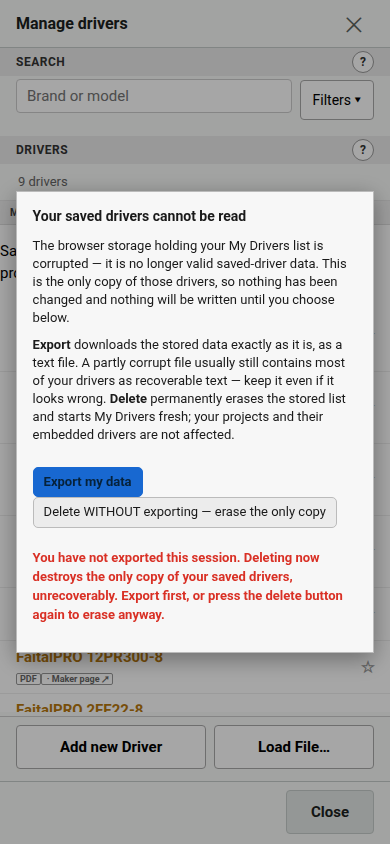 Manage drivers
SEARCH
?
Brand or model
Filters ▾
DRIVERS
?
9 drivers
M
Sa
pro
Your saved drivers cannot be read
The browser storage holding your My Drivers list is
corrupted — it is no longer valid saved-driver data. This
is the only copy of those drivers, so nothing has been
changed and nothing will be written until you choose
below.
Export downloads the stored data exactly as it is, as a
text file. A partly corrupt file usually still contains most
of your drivers as recoverable text — keep it even if it
looks wrong. Delete permanently erases the stored list
and starts My Drivers fresh; your projects and their
embedded drivers are not affected.
Export my data
Delete WITHOUT exporting — erase the only copy
You have not exported this session. Deleting now
destroys the only copy of your saved drivers,
unrecoverably. Export first, or press the delete button
again to erase anyway.
FaitalPRO 12PR300-8
PDF · Maker page ↗
FaitalPRO
Add new Driver
Load File…
Close